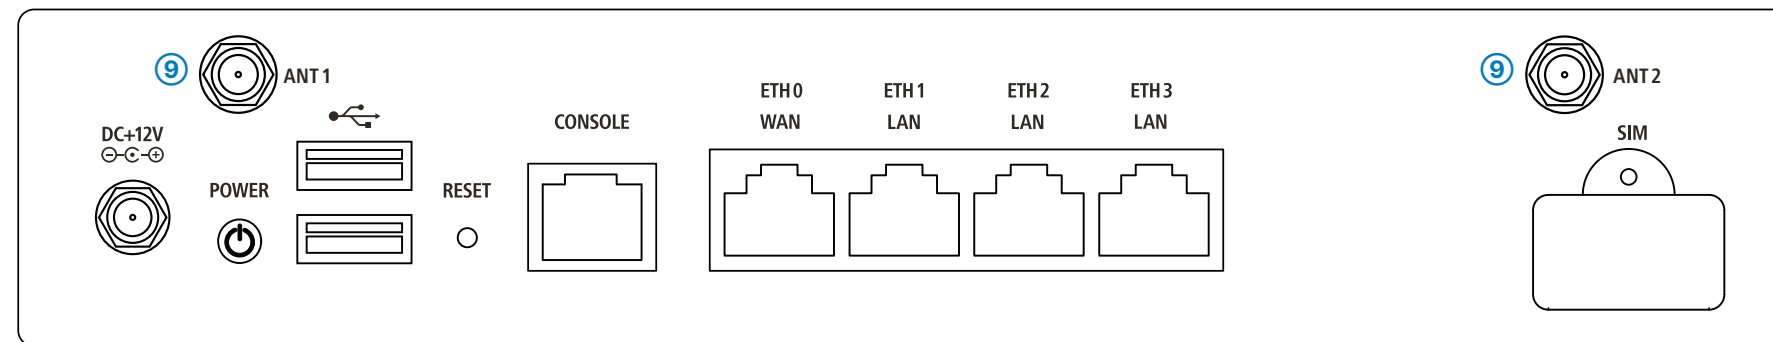 9 ANT 1
9 ANT 2
DC+12V
POWER
RESET
CONSOLE
ETH 0
WAN
ETH 1
LAN
ETH 2
LAN
ETH 3
LAN
SIM